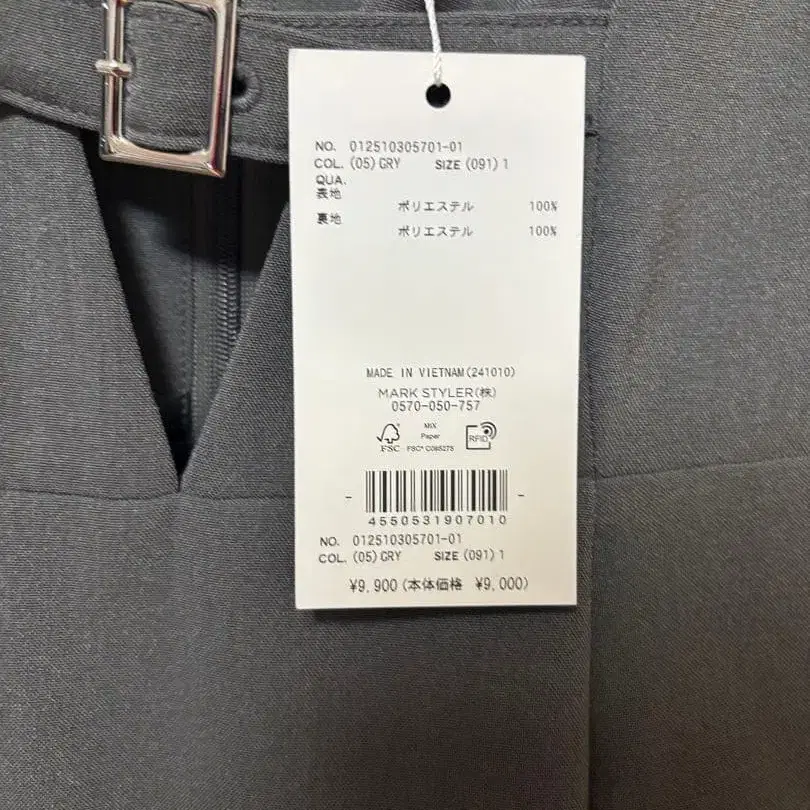 NO. 012510305701-01
COL. (05) GRY SIZE (091) 1
QUA.
表地
ポリエステル 100%
裏地
ポリエステル 100%
MADE IN VIETNAM(241010)
MARK STYLER(株)
0570-050-757
FSC
MIX
Paper
FSC® C095275
RFID
4550531907010
NO. 012510305701-01
COL. (05) GRY SIZE (091) 1
¥9,900(本体価格 ¥9,000)